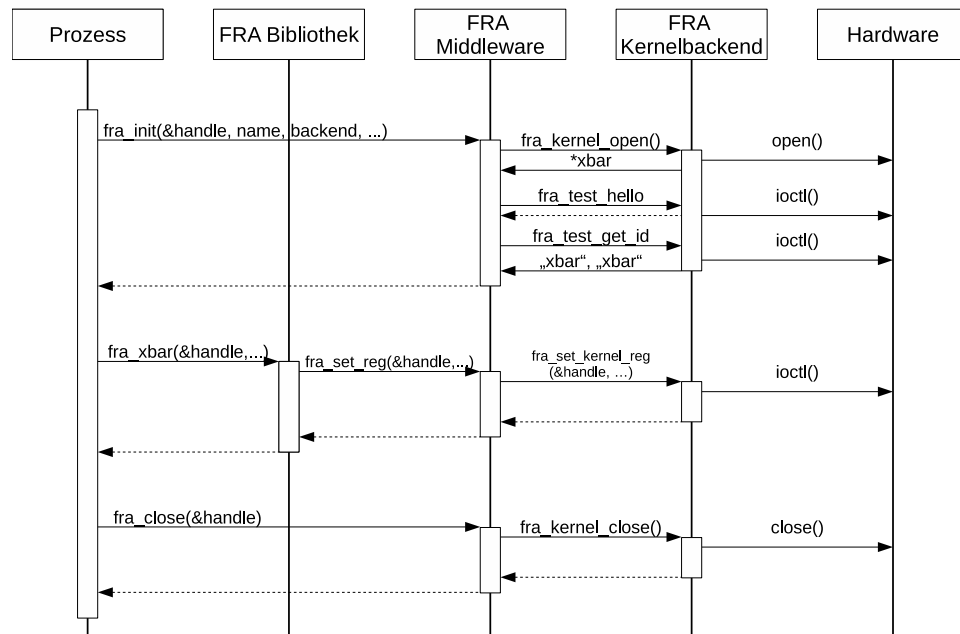 Prozess
FRA Bibliothek
FRA
Middleware
FRA
Kernelbackend
Hardware
fra_init(&handle, name, backend, ...)
fra_kernel_open()
open()
*xbar
fra_test_hello
ioctl()
fra_test_get_id
ioctl()
„xbar“, „xbar“
fra_xbar(&handle,...)
fra_set_reg(&handle,...)
fra_set_kernel_reg
(&handle, …)
ioctl()
fra_close(&handle)
fra_kernel_close()
close()